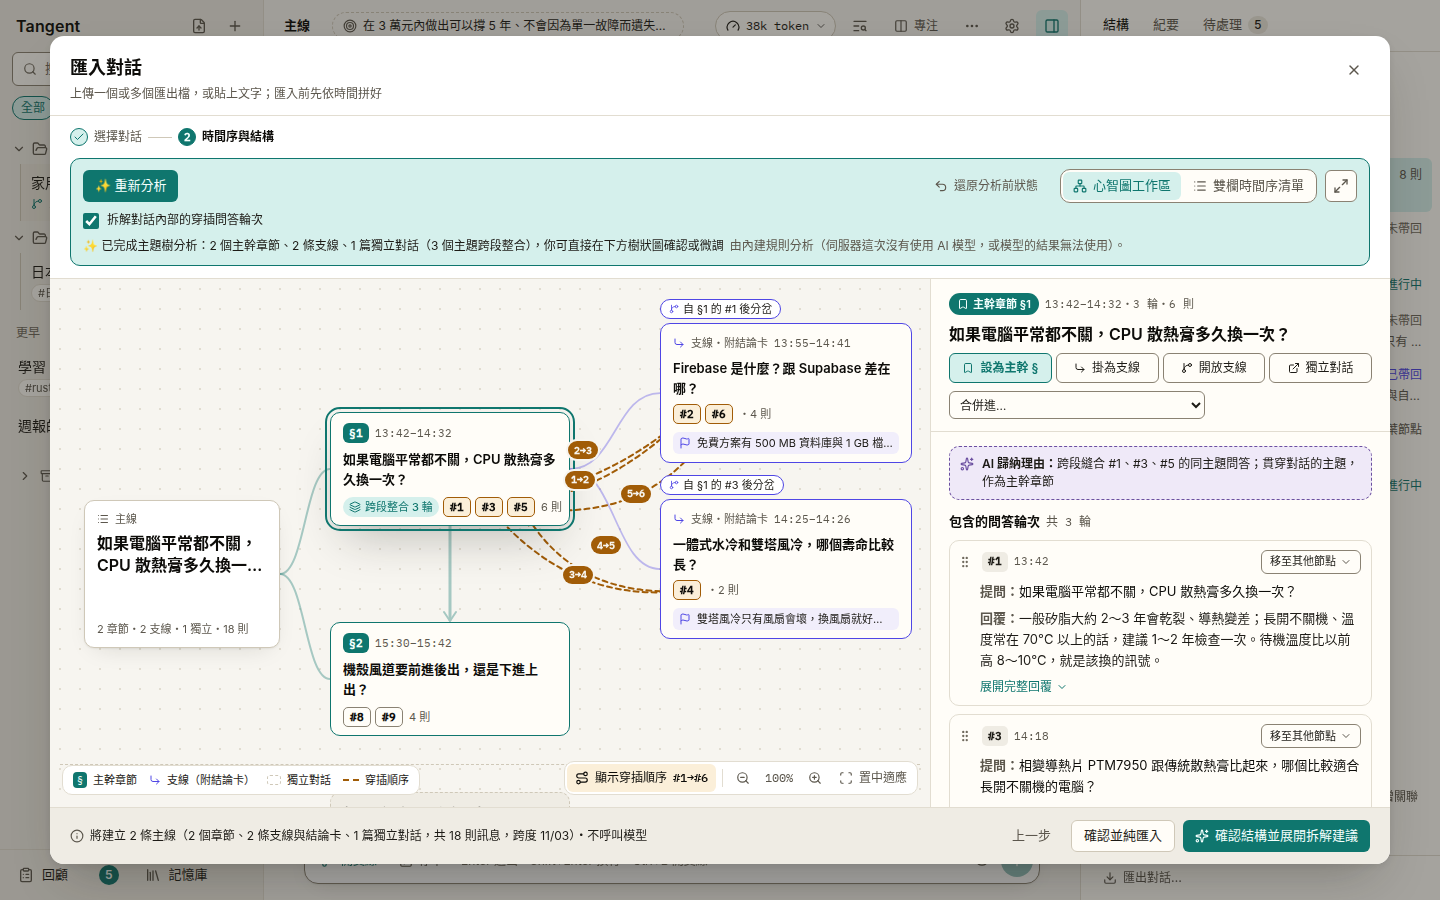 Tangent
主線
在 3 萬元內做出可以撐 5 年、不會因為單一故障而遺失...
38k token
專注
結構
紀要
待處理
5
全部
匯入對話
上傳一個或多個匯出檔，或貼上文字；匯入前先依時間拼好
選擇對話
2 時間序與結構
✨ 重新分析
還原分析前狀態
心智圖工作區
雙欄時間序清單
拆解對話內部的穿插問答輪次
✨ 已完成主題樹分析：2 個主幹章節、2 條支線、1 篇獨立對話（3 個主題跨段整合），你可直接在下方樹狀圖確認或微調 由內建規則分析（伺服器這次沒有使用 AI 模型，或模型的結果無法使用）。
主線
如果電腦平常都不關，
CPU 散熱膏多久換一...
2 章節・2 支線・1 獨立・18 則
§1 13:42–14:32
如果電腦平常都不關，CPU 散熱膏多
久換一次？
跨段整合 3 輪 #1 #3 #5 6 則
§2 15:30–15:42
機殼風道要前進後出，還是下進上
出？
#8 #9 4 則
2→3
1→2
5→6
4→5
3→4
自 §1 的 #1 後分岔
支線・附結論卡 13:55–14:41
Firebase 是什麼？跟 Supabase 差在
哪？
#2 #6 ・4 則
免費方案有 500 MB 資料庫與 1 GB 檔...
自 §1 的 #3 後分岔
支線・附結論卡 14:25–14:26
一體式水冷和雙塔風冷，哪個壽命比較
長？
#4 ・2 則
雙塔風冷只有風扇會壞，換風扇就好...
§ 主幹章節
支線（附結論卡）
獨立對話
穿插順序
顯示穿插順序 #1→#6
100%
置中適應
主幹章節 §1
13:42–14:32・3 輪・6 則
如果電腦平常都不關，CPU 散熱膏多久換一次？
設為主幹 §
掛為支線
開放支線
獨立對話
合併進...
AI 歸納理由：跨段縫合 #1、#3、#5 的同主題問答；貫穿對話的主題，
作為主幹章節
包含的問答輪次 共 3 輪
#1 13:42
移至其他節點
提問：如果電腦平常都不關，CPU 散熱膏多久換一次？
回覆：一般矽脂大約 2～3 年會乾裂、導熱變差；長開不關機、溫
度常在 70°C 以上的話，建議 1～2 年檢查一次。待機溫度比以前
高 8～10°C，就是該換的訊號。
展開完整回覆
#3 14:18
移至其他節點
提問：相變導熱片 PTM7950 跟傳統散熱膏比起來，哪個比較適合
長開不關機的電腦？
將建立 2 條主線（2 個章節、2 條支線與結論卡、1 篇獨立對話，共 18 則訊息，跨度 11/03）・不呼叫模型
上一步
確認並純匯入
確認結構並展開拆解建議
更早
學習
#rust
週報的
8 則
未帶回
進行中
未帶回
只有 ...
已帶回
與自...
葉節點
進行中
回顧
5
記憶庫
匯出對話...